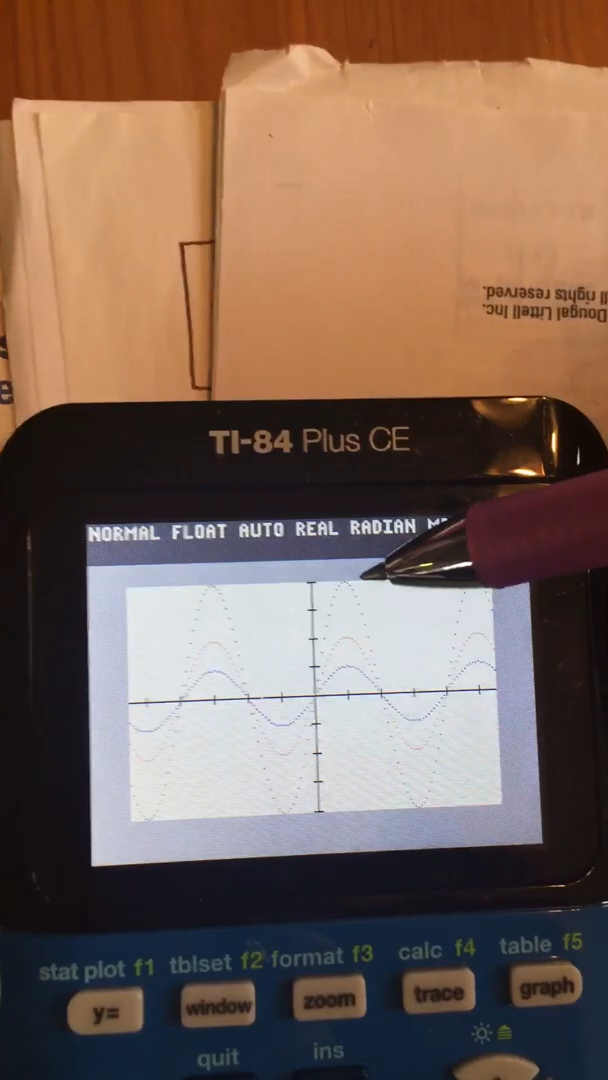 ll rights reserved.
Dougal Littell Inc.
e
TI-84 Plus CE
NORMAL FLOAT AUTO REAL RADIAN M
stat plot f1 tblset f2 format f3 calc f4 table f5
y= window zoom trace graph
quit ins